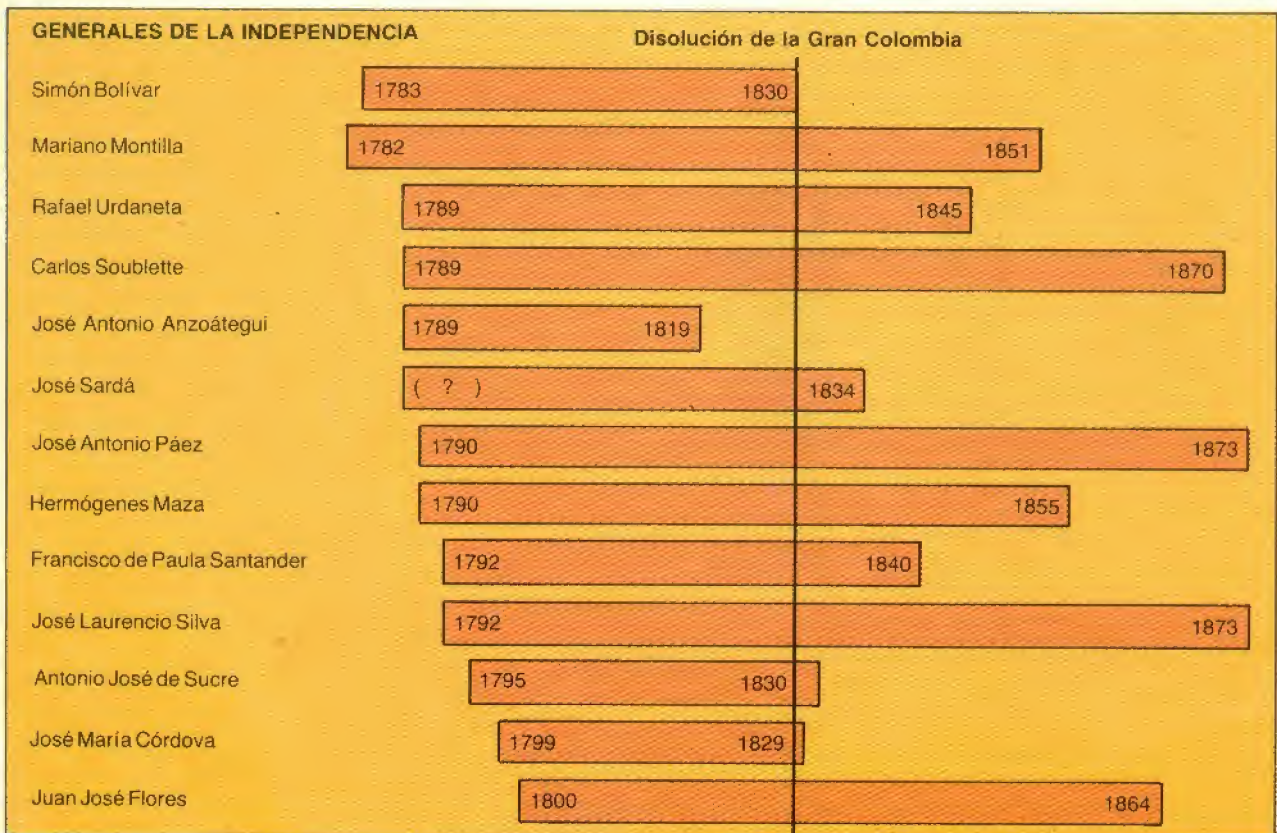 GENERALES DE LA INDEPENDENCIA
Disolución de la Gran Colombia
Simón Bolívar 1783 1830
Mariano Montilla 1782 1851
Rafael Urdaneta 1789 1845
Carlos Soublette 1789 1870
José Antonio Anzoátegui 1789 1819
José Sardá ( ? ) 1834
José Antonio Páez 1790 1873
Hermógenes Maza 1790 1855
Francisco de Paula Santander 1792 1840
José Laurencio Silva 1792 1873
Antonio José de Sucre 1795 1830
José María Córdova 1799 1829
Juan José Flores 1800 1864